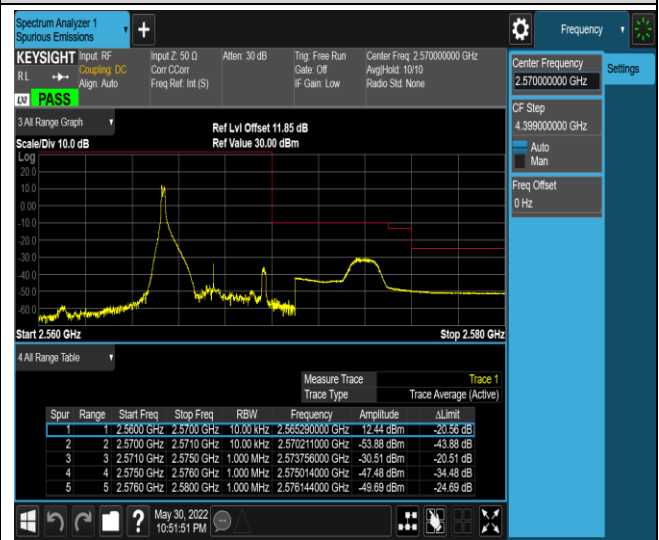 Spectrum Analyzer 1
Spurious Emissions
Frequency
KEYSIGHT
RL
Input: RF
Coupling: DC
Align: Auto
Input Z: 50 Ω
Corr CCorr
Freq Ref: Int (S)
Atten: 30 dB
Trig: Free Run
Gate: Off
IF Gain: Low
Center Freq: 2.570000000 GHz
Avg|Hold: 10/10
Radio Std: None
LXI
PASS
3 All Range Graph
Scale/Div 10.0 dB
Ref Lvl Offset 11.85 dB
Ref Value 30.00 dBm
Log
20.0
10.0
0.00
-10.0
-20.0
-30.0
-40.0
-50.0
-60.0
Start 2.560 GHz
Stop 2.580 GHz
4 All Range Table
Measure Trace Trace 1
Trace Type Trace Average (Active)
Spur Range Start Freq Stop Freq RBW Frequency Amplitude ΔLimit
1 1 2.5600 GHz 2.5700 GHz 10.00 kHz 2.565290000 GHz 12.44 dBm -20.56 dB
2 2 2.5700 GHz 2.5710 GHz 10.00 kHz 2.570211000 GHz -53.88 dBm -43.88 dB
3 3 2.5710 GHz 2.5750 GHz 1.000 MHz 2.573756000 GHz -30.51 dBm -20.51 dB
4 4 2.5750 GHz 2.5760 GHz 1.000 MHz 2.575014000 GHz -47.48 dBm -34.48 dB
5 5 2.5760 GHz 2.5800 GHz 1.000 MHz 2.576144000 GHz -49.69 dBm -24.69 dB
May 30, 2022
10:51:51 PM
Center Frequency
2.570000000 GHz
Settings
CF Step
4.399000000 GHz
Auto
Man
Freq Offset
0 Hz